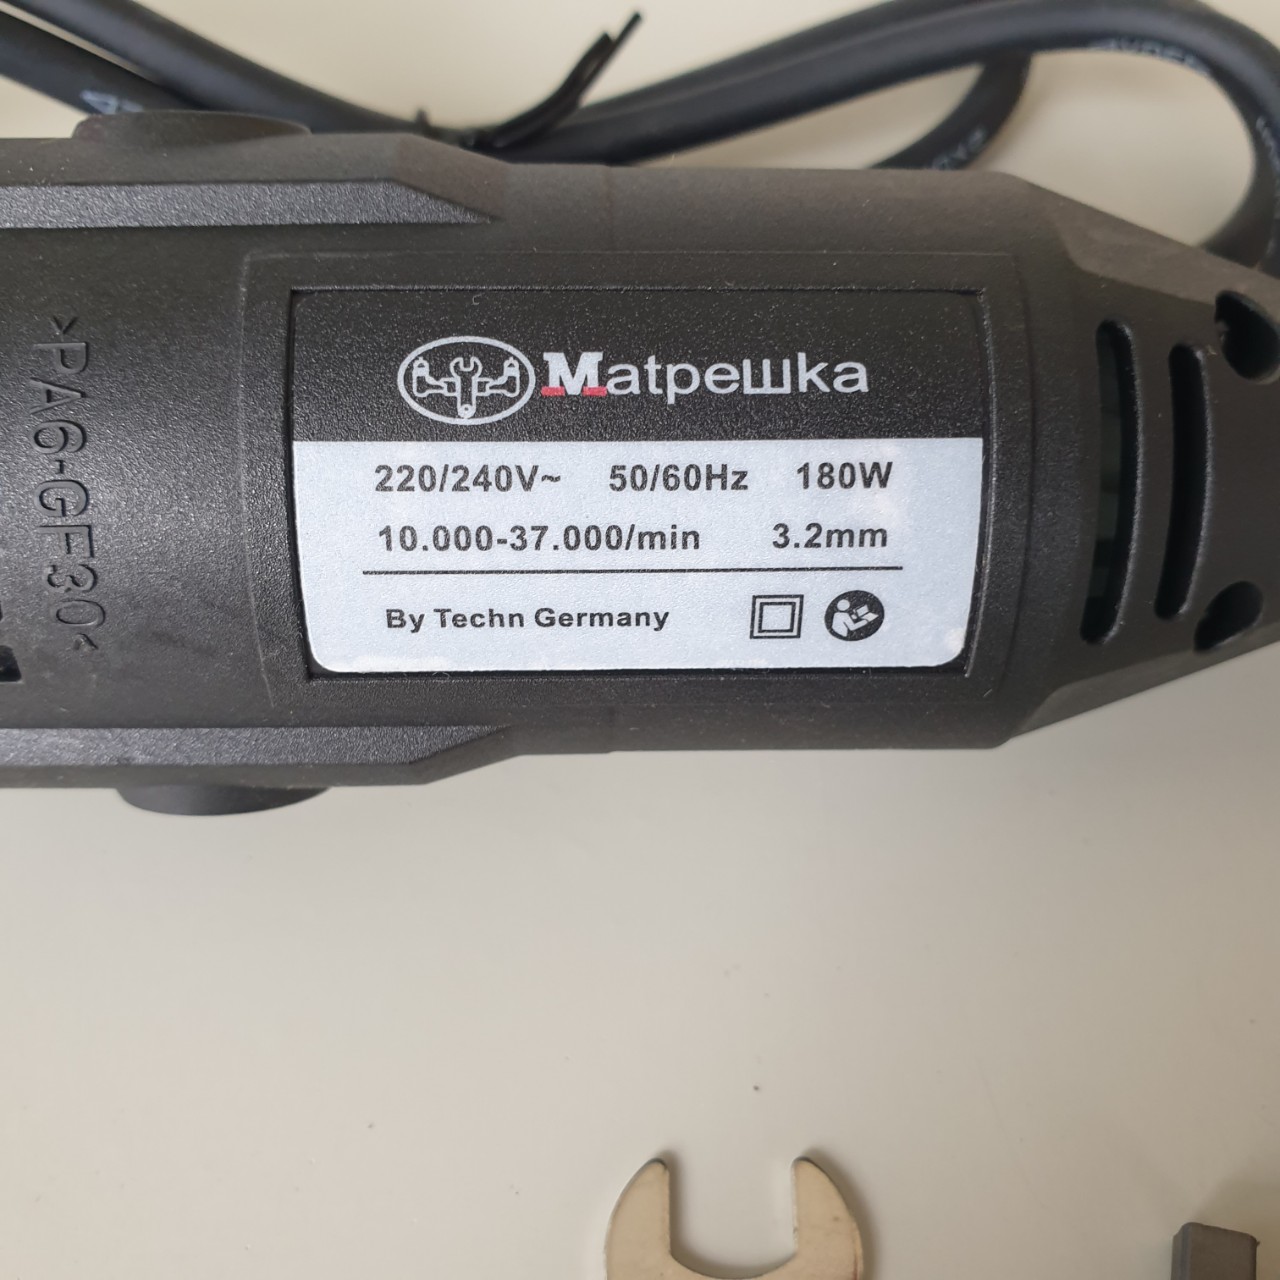 Матрешка
220/240V~ 50/60Hz 180W
10.000-37.000/min 3.2mm
By Techn Germany
>PA6-GF30<